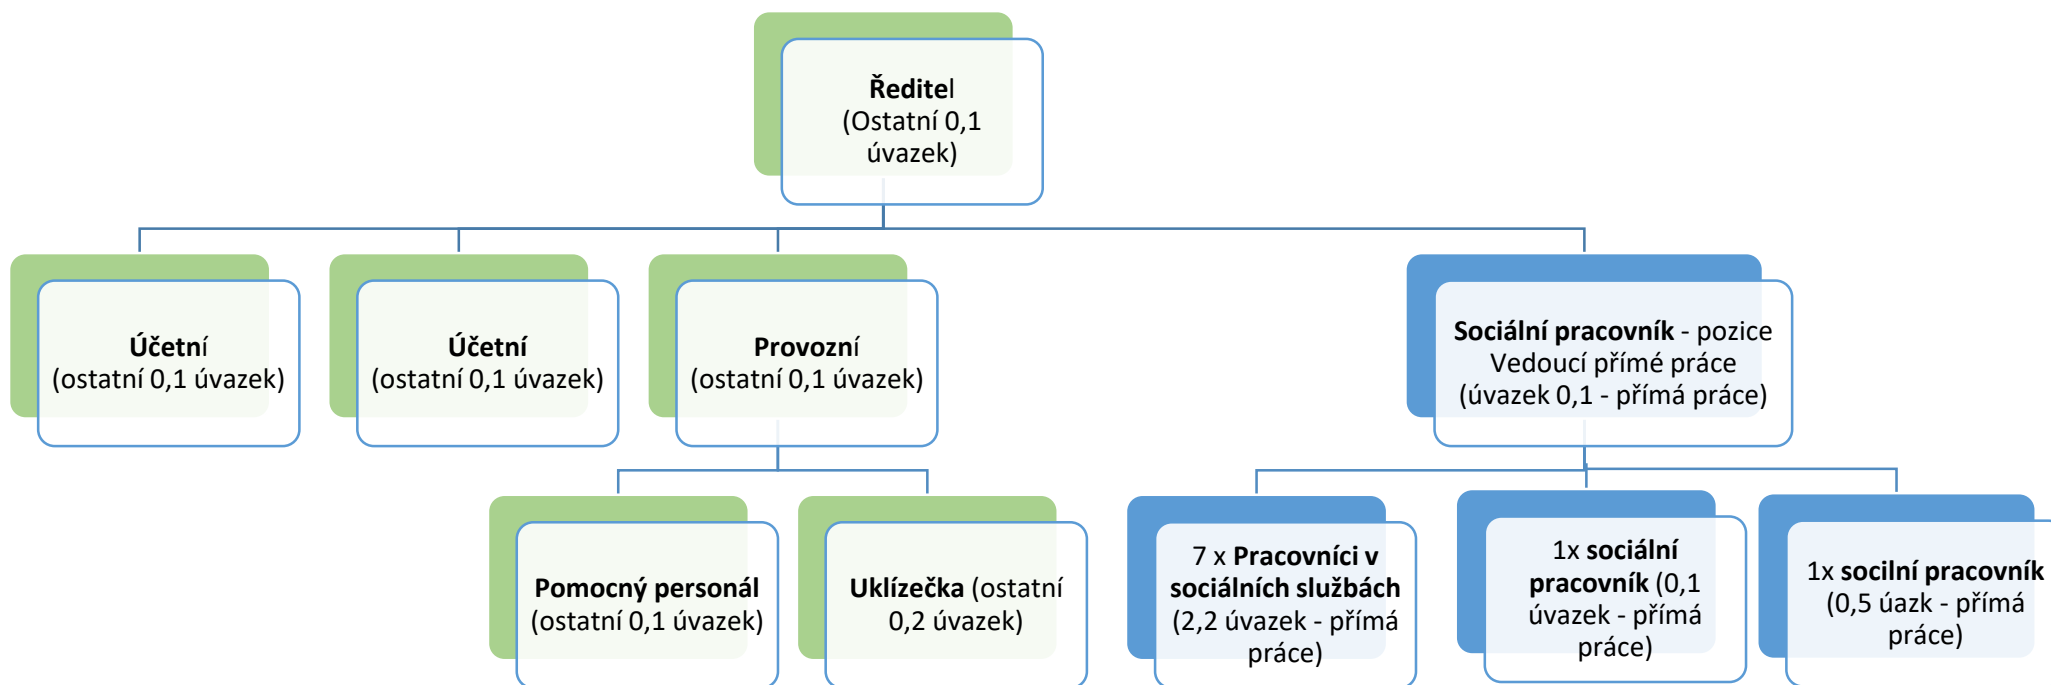 Ředitel
(Ostatní 0,1
úvazek)
Účetní
(ostatní 0,1 úvazek)
Účetní
(ostatní 0,1 úvazek)
Provozní
(ostatní 0,1 úvazek)
Sociální pracovník - pozice
Vedoucí přímé práce
(úvazek 0,1 - přímá práce)
Pomocný personál
(ostatní 0,1 úvazek)
Uklízečka (ostatní
0,2 úvazek)
7 x Pracovníci v
sociálních službách
(2,2 úvazek - přímá
práce)
1x sociální
pracovník (0,1
úvazek - přímá
práce)
1x socilní pracovník
(0,5 úazk - přímá
práce)